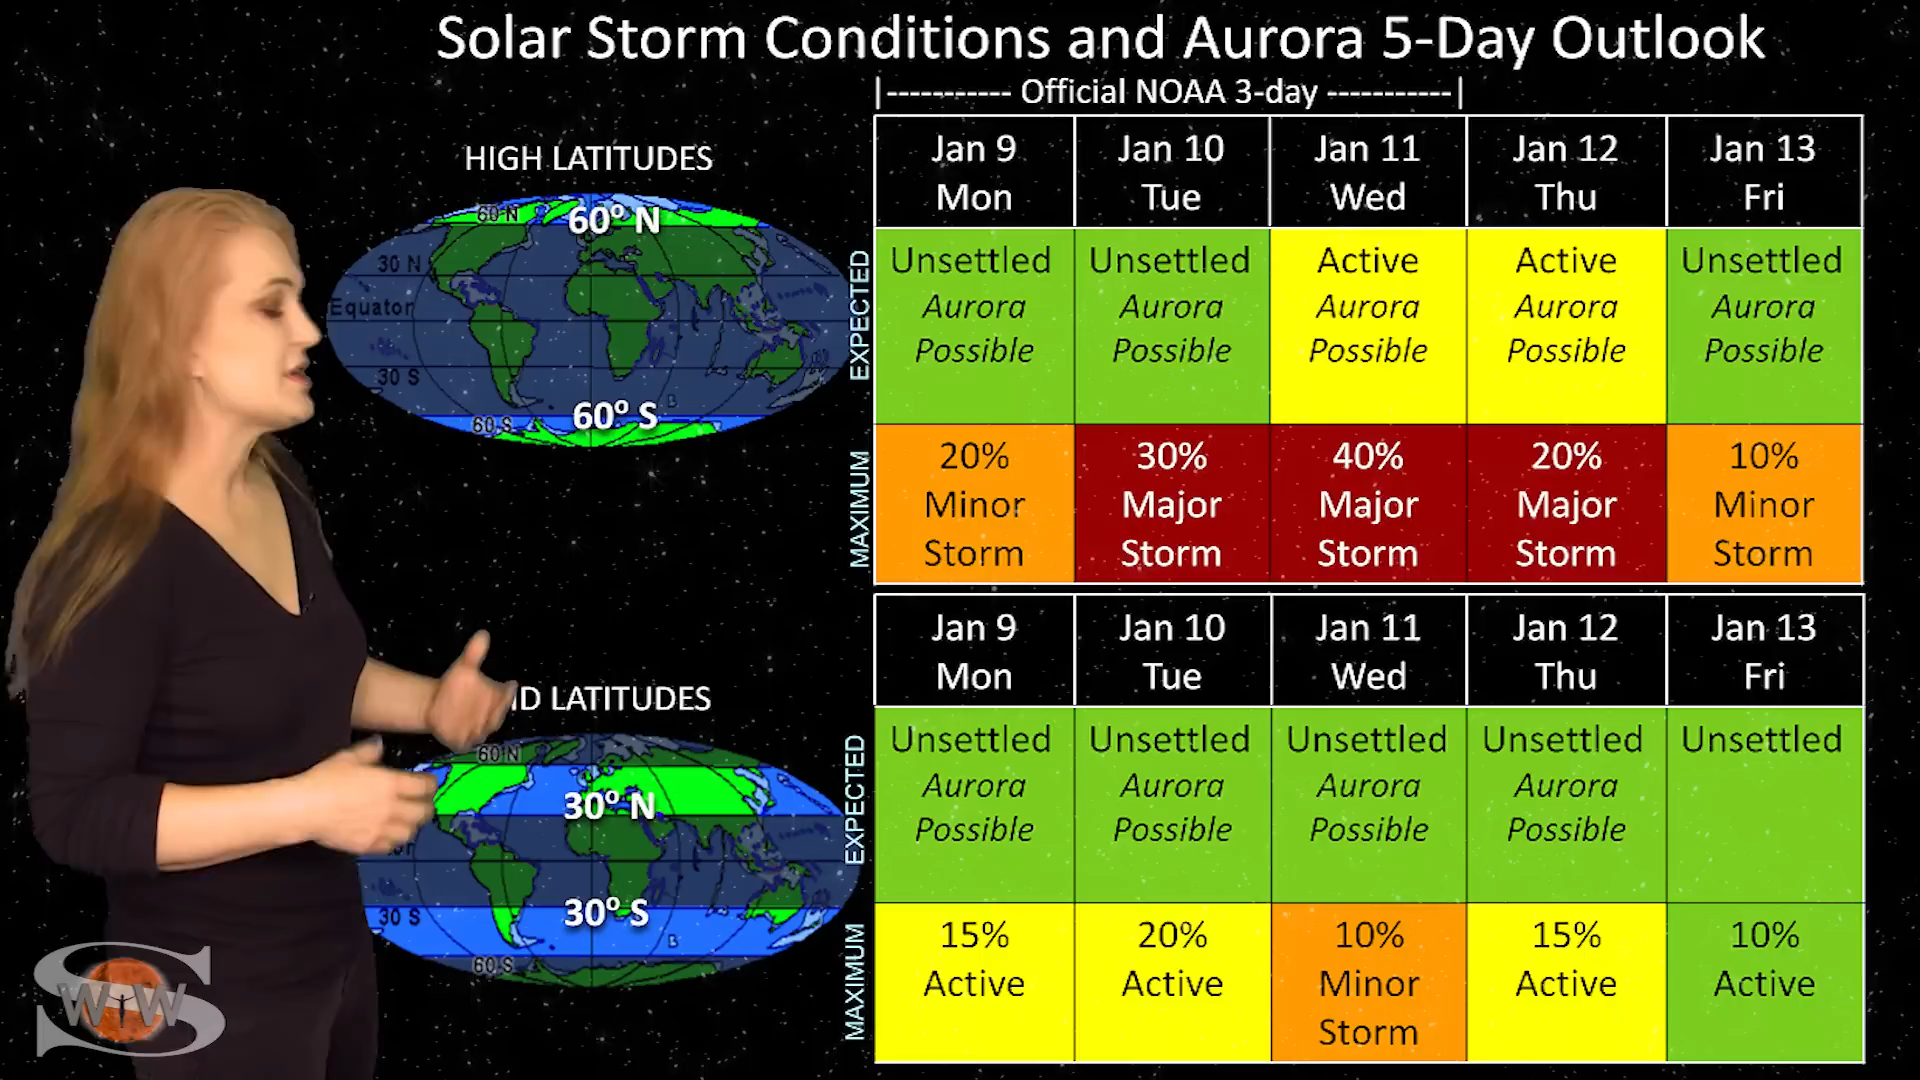 Solar Storm Conditions and Aurora 5-Day Outlook
|----------- Official NOAA 3-day -----------|
HIGH LATITUDES
60 N
60º N
30 N
Equator
30 S
60 S
60º S
EXPECTED
MAXIMUM
Jan 9 Jan 10 Jan 11 Jan 12 Jan 13
Mon Tue Wed Thu Fri
Unsettled Unsettled Active Active Unsettled
Aurora Aurora Aurora Aurora Aurora
Possible Possible Possible Possible Possible
20% 30% 40% 20% 10%
Minor Major Major Major Minor
Storm Storm Storm Storm Storm
LATITUDES
60 N
30º N
30 S
30º S
60 S
EXPECTED
MAXIMUM
Jan 9 Jan 10 Jan 11 Jan 12 Jan 13
Mon Tue Wed Thu Fri
Unsettled Unsettled Unsettled Unsettled Unsettled
Aurora Aurora Aurora Aurora
Possible Possible Possible Possible
15% 20% 10% 15% 10%
Active Active Minor Active Active
Storm
S
WW